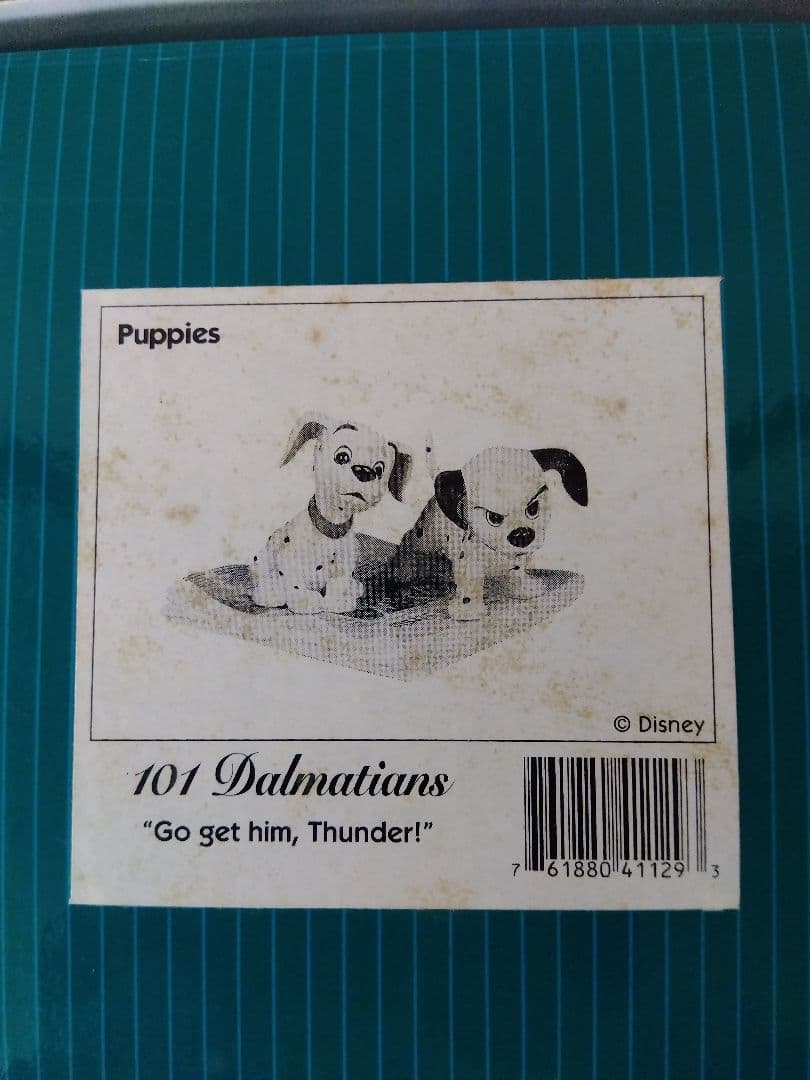 Puppies
© Disney
101 Dalmatians
“Go get him, Thunder!”
7 61880 41129 3